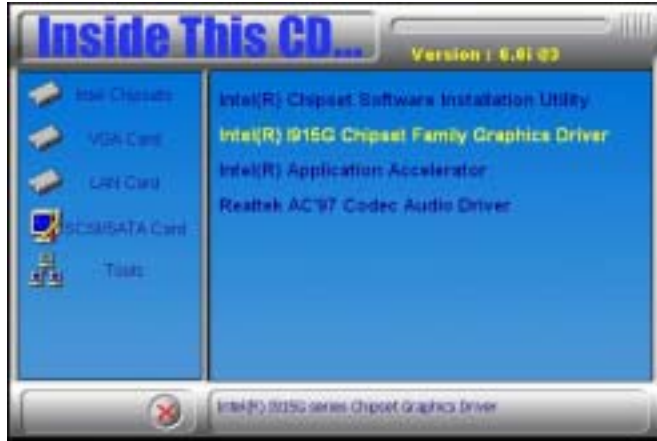 Inside This CD...
Version : 6.6i @3
Intel Chipsets
VGA Card
LAN Card
SCSI/SATA Card
Tools
Intel(R) Chipset Software Installation Utility
Intel(R) I915G Chipset Family Graphics Driver
Intel(R) Application Accelerator
Realtek AC'97 Codec Audio Driver
Intel(R) I915G series Chipset Graphics Driver